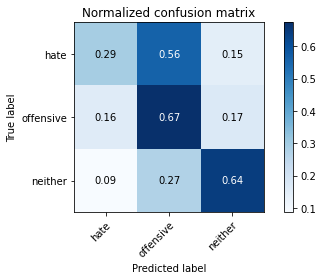 Normalized confusion matrix
True label
hate 0.29 0.56 0.15
offensive 0.16 0.67 0.17
neither 0.09 0.27 0.64
hate offensive neither
Predicted label
0.6
0.5
0.4
0.3
0.2
0.1